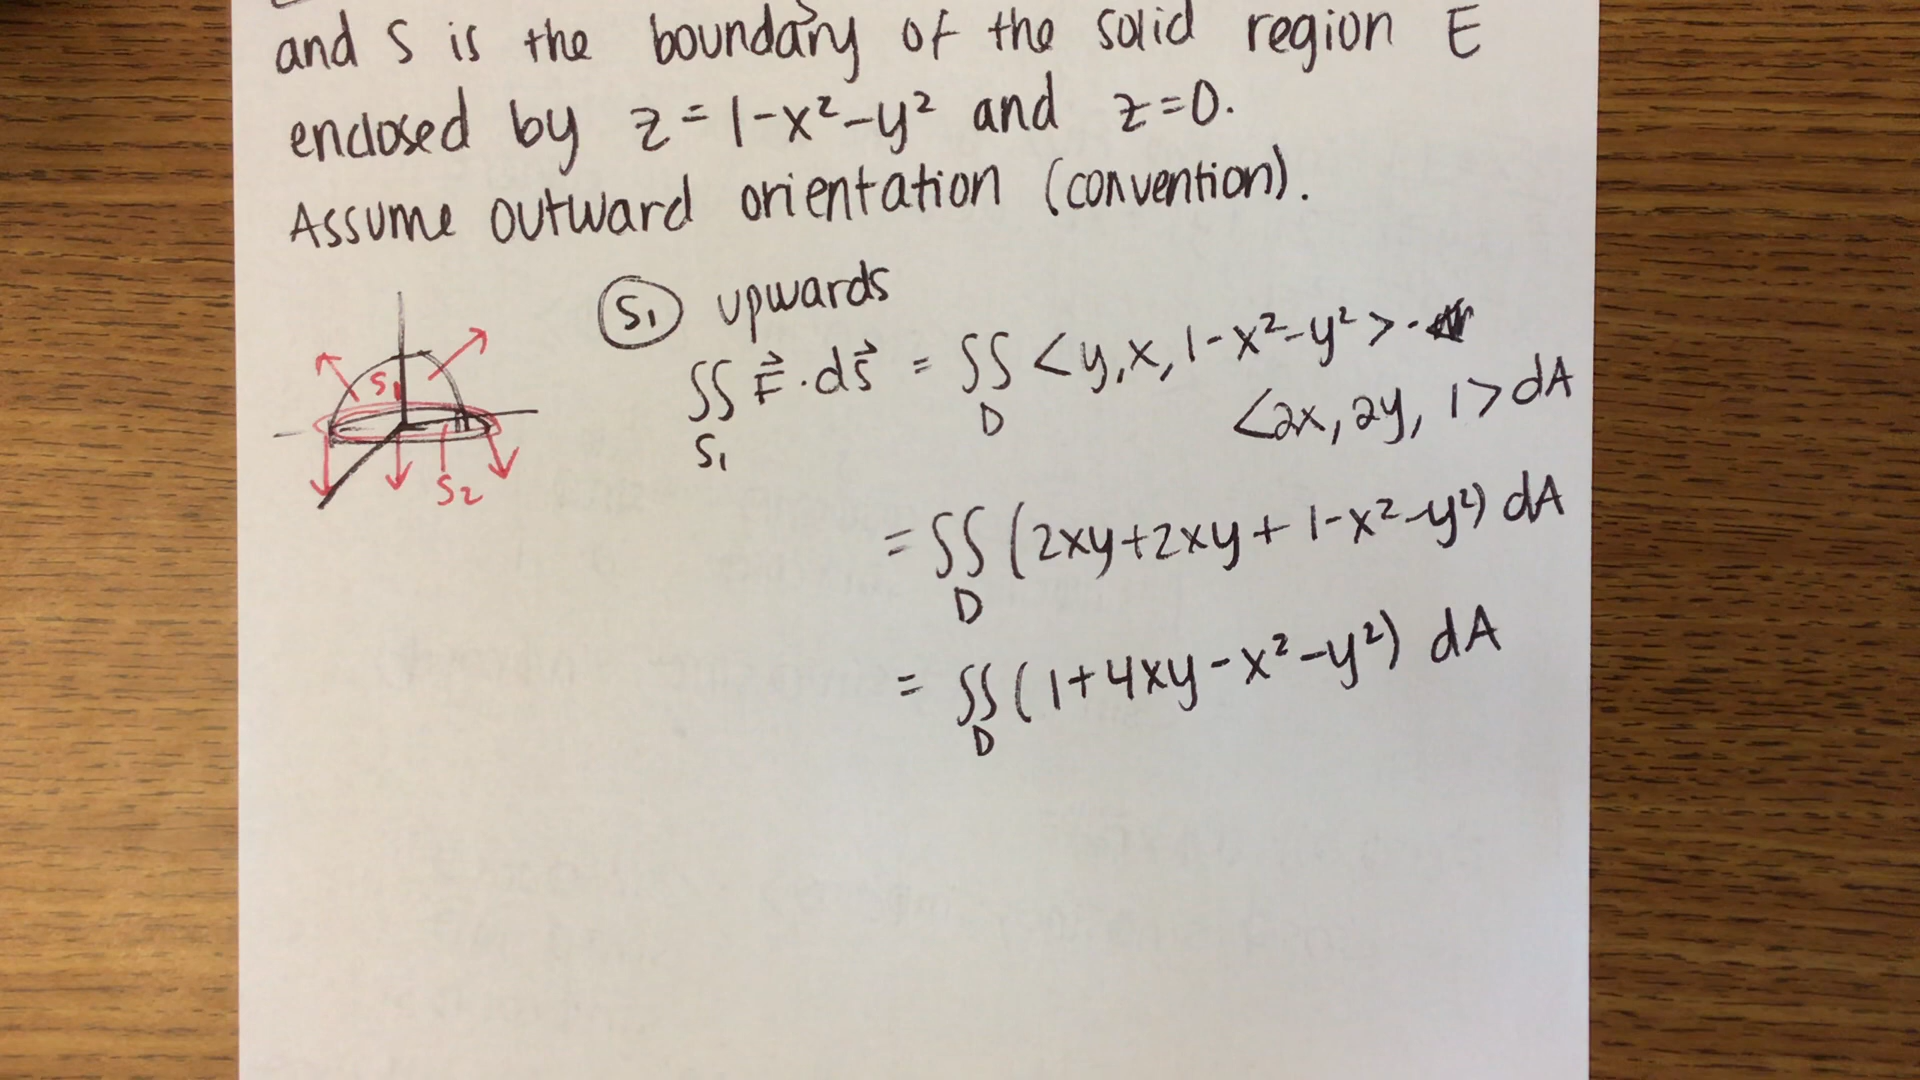 and S is the boundary of the solid region E
enclosed by z=1-x²-y² and z=0.
Assume outward orientation (convention).
S₁ upwards
∬ F⃗·dS⃗ = ∬ <y,x,1-x²-y²>·
S₁ D
<2x, 2y, 1> dA
= ∬ (2xy+2xy+1-x²-y²) dA
D
= ∬ (1+4xy-x²-y²) dA
D
S₁
S₂